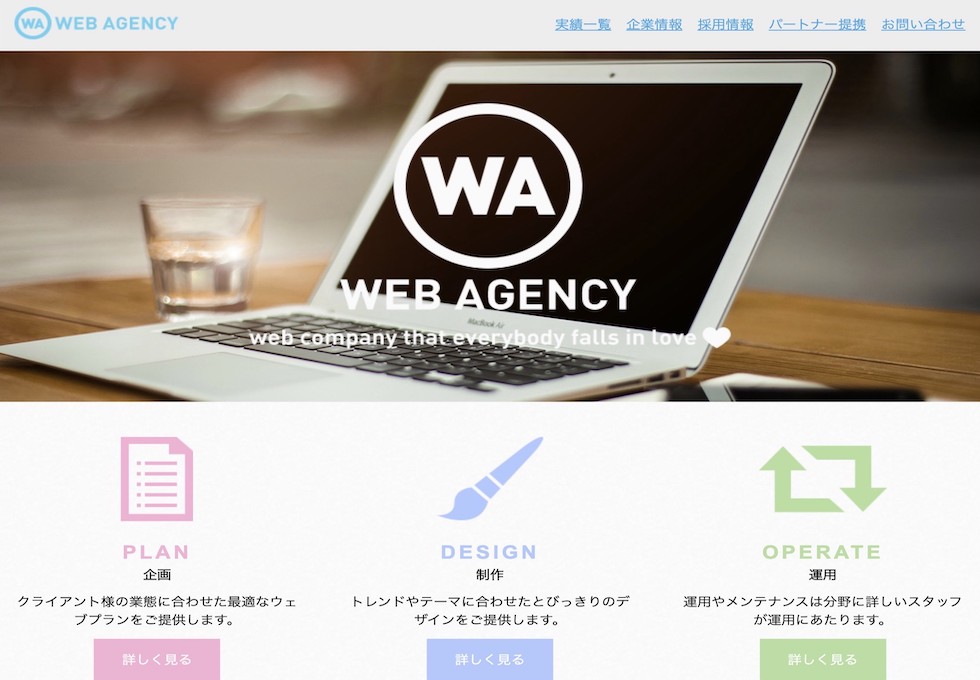 WA WEB AGENCY
実績一覧 企業情報 採用情報 パートナー提携 お問い合わせ
WA
WEB AGENCY
MacBook Air
web company that everybody falls in love
PLAN
企画
クライアント様の業態に合わせた最適なウェ
ブプランをご提供します。
詳しく見る
DESIGN
制作
トレンドやテーマに合わせたとびっきりのデ
ザインをご提供します。
詳しく見る
OPERATE
運用
運用やメンテナンスは分野に詳しいスタッフ
が運用にあたります。
詳しく見る